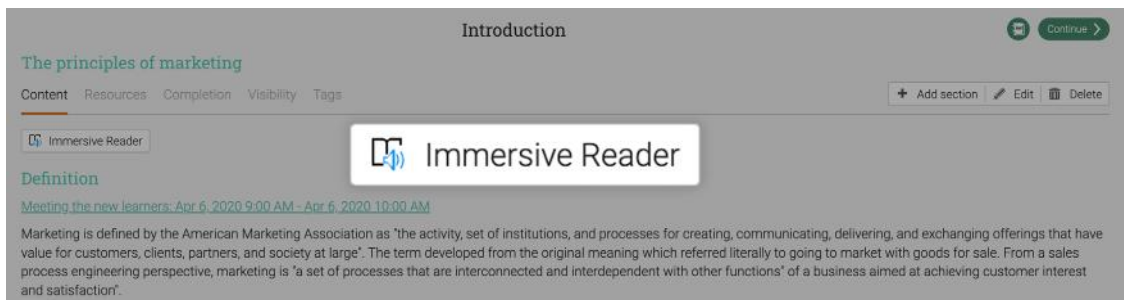 Introduction
Continue
The principles of marketing
Content Resources Completion Visibility Tags
+ Add section Edit Delete
Immersive Reader
Immersive Reader
Definition
Meeting the new learners: Apr 6, 2020 9:00 AM - Apr 6, 2020 10:00 AM
Marketing is defined by the American Marketing Association as "the activity, set of institutions, and processes for creating, communicating, delivering, and exchanging offerings that have
value for customers, clients, partners, and society at large". The term developed from the original meaning which referred literally to going to market with goods for sale. From a sales
process engineering perspective, marketing is "a set of processes that are interconnected and interdependent with other functions" of a business aimed at achieving customer interest
and satisfaction".